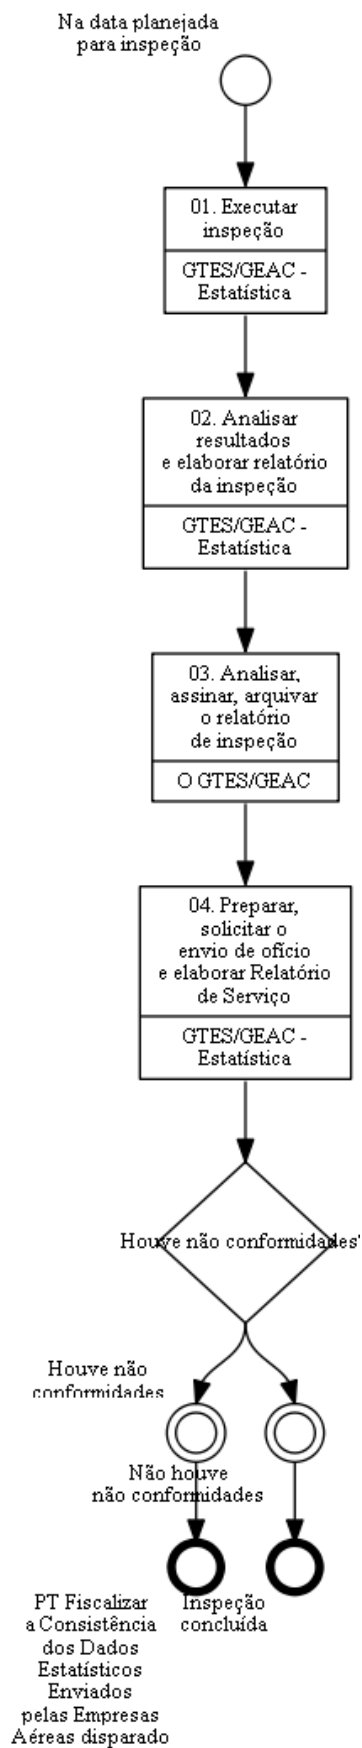 Na data planejada
para inspeção
01. Executar
inspeção
GTES/GEAC -
Estatística
02. Analisar
resultados
e elaborar relatório
da inspeção
GTES/GEAC -
Estatística
03. Analisar,
assinar, arquivar
o relatório
de inspeção
O GTES/GEAC
04. Preparar,
solicitar o
envio de ofício
e elaborar Relatório
de Serviço
GTES/GEAC -
Estatística
Houve não conformidades?
Houve não
conformidades
Não houve
não conformidades
PT Fiscalizar
a Consistência
dos Dados
Estatísticos
Enviados
pelas Empresas
Aéreas disparado
Inspeção
concluída